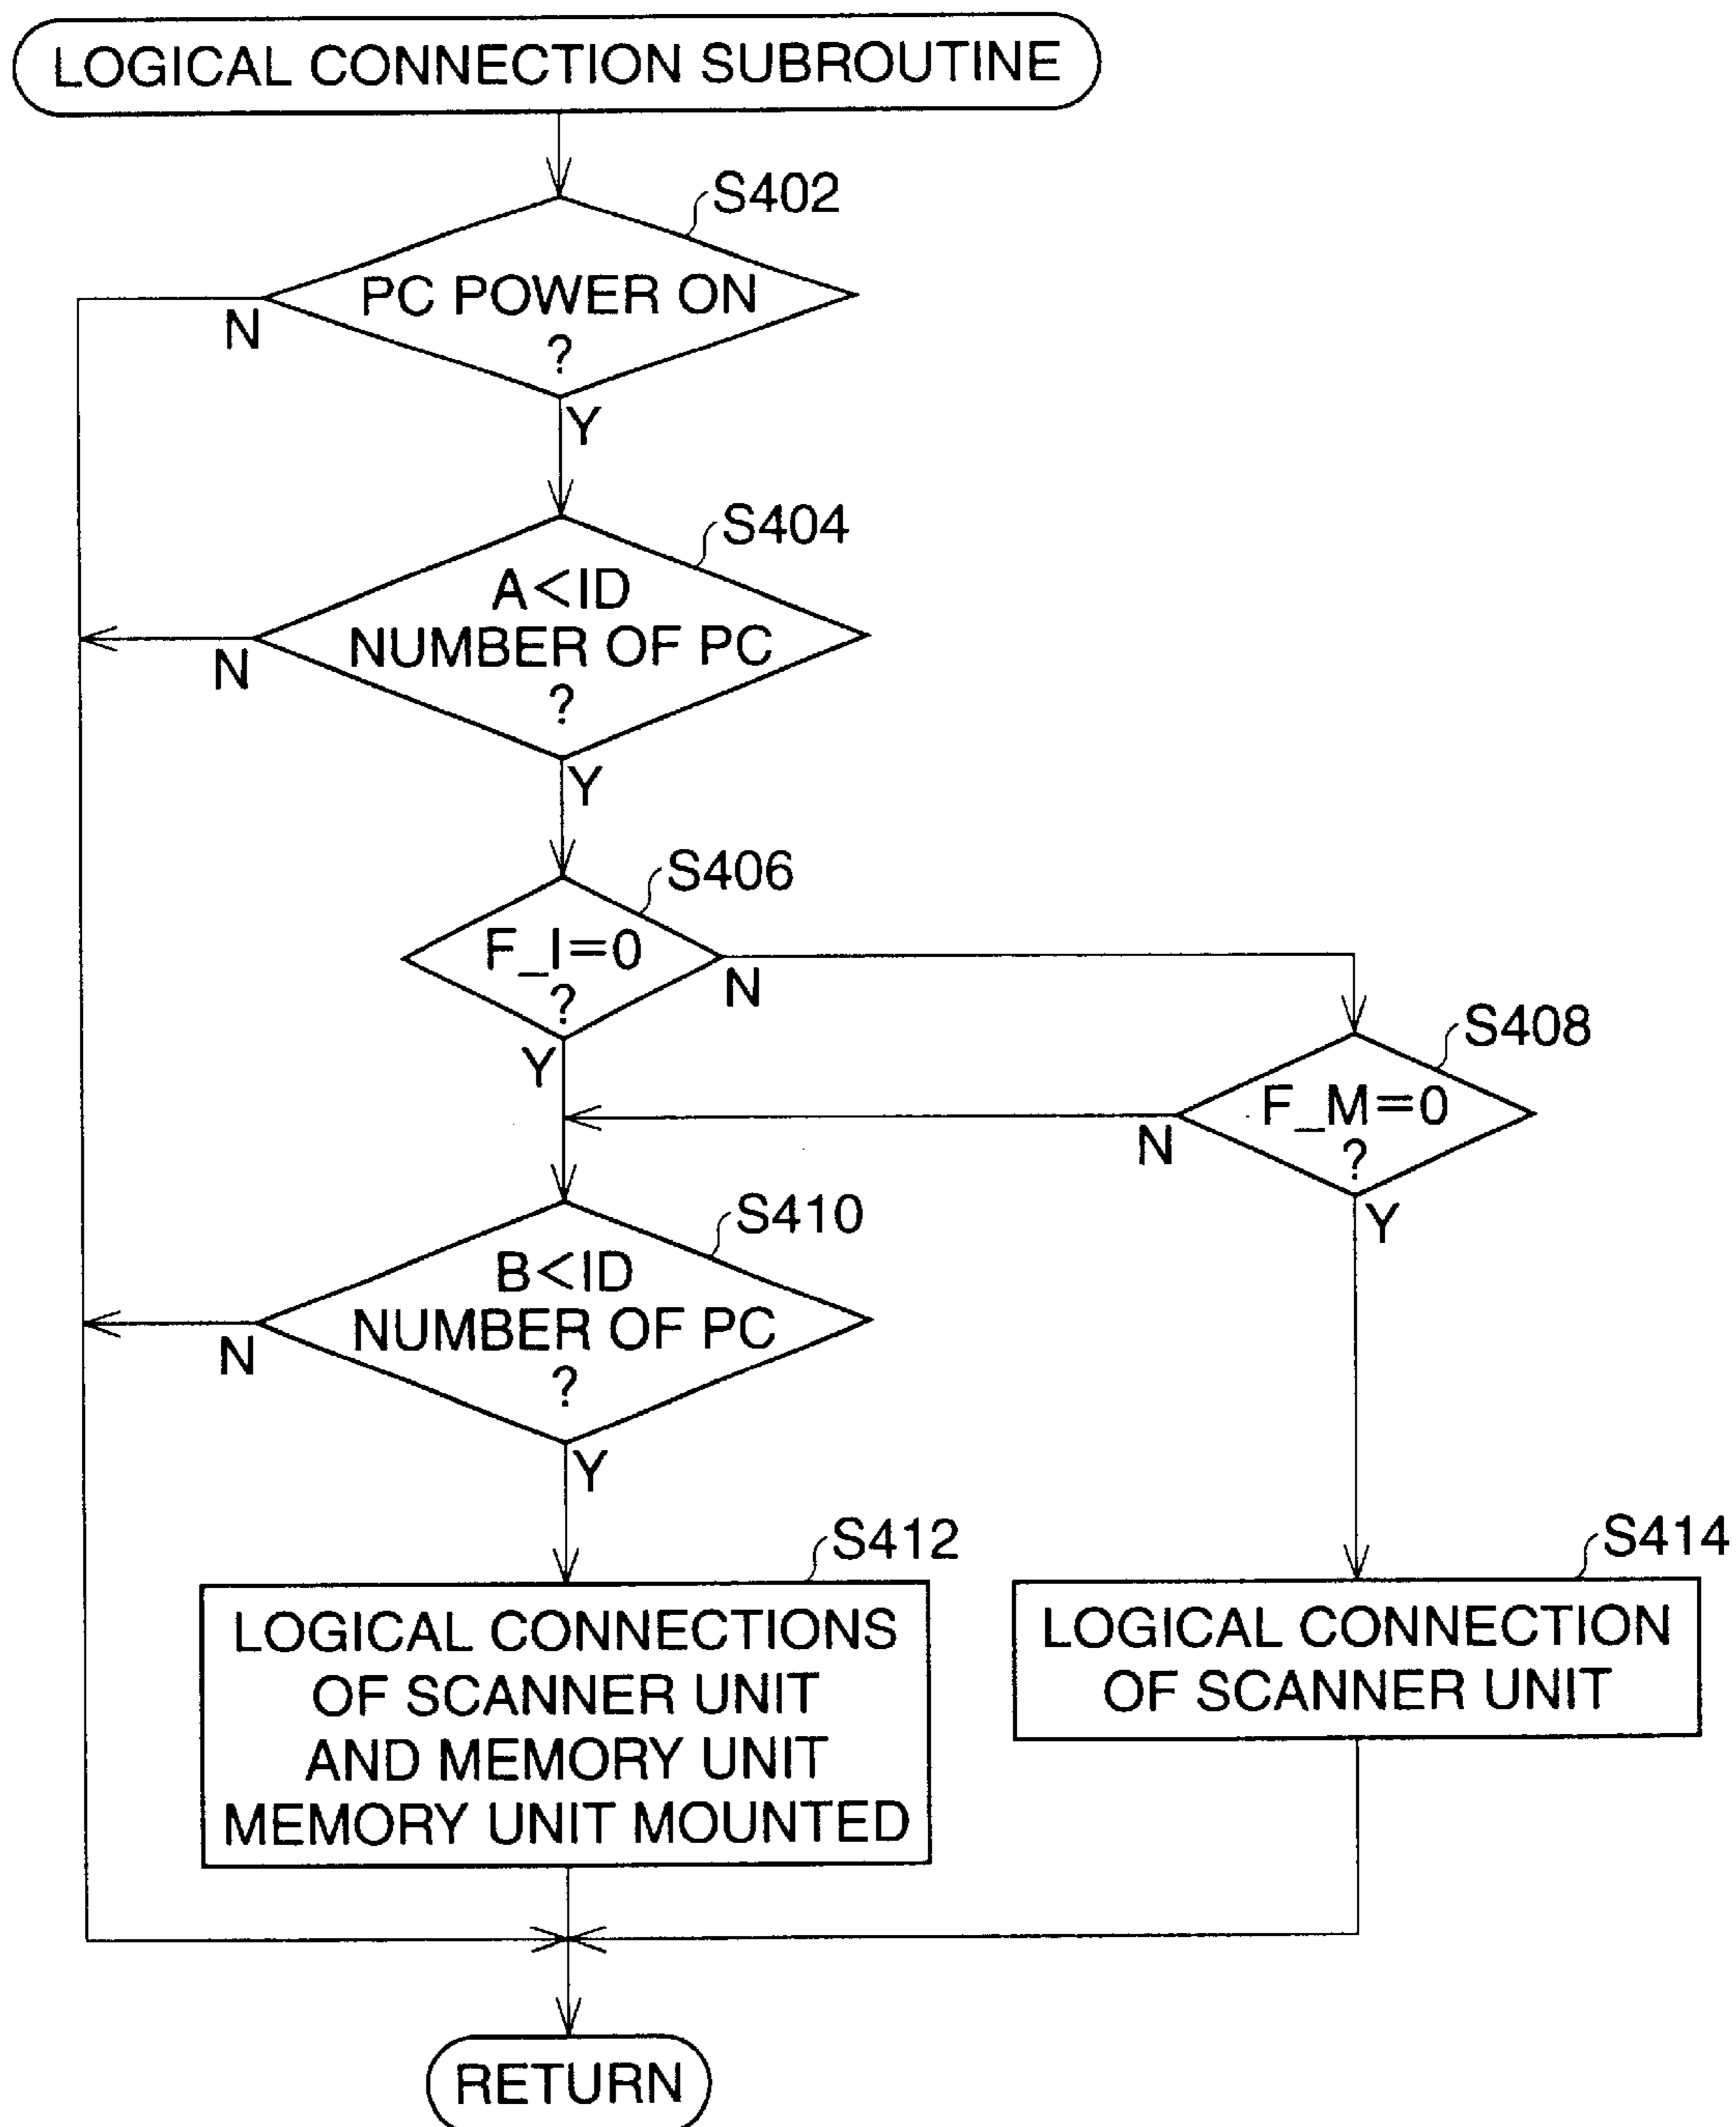 LOGICAL CONNECTION SUBROUTINE
S402
PC POWER ON
?
N
Y
S404
A<ID
NUMBER OF PC
?
N
Y
S406
F_I=0
?
N
Y
S408
F_M=0
?
N
Y
S410
B<ID
NUMBER OF PC
?
N
Y
S412
LOGICAL CONNECTIONS
OF SCANNER UNIT
AND MEMORY UNIT
MEMORY UNIT MOUNTED
S414
LOGICAL CONNECTION
OF SCANNER UNIT
RETURN